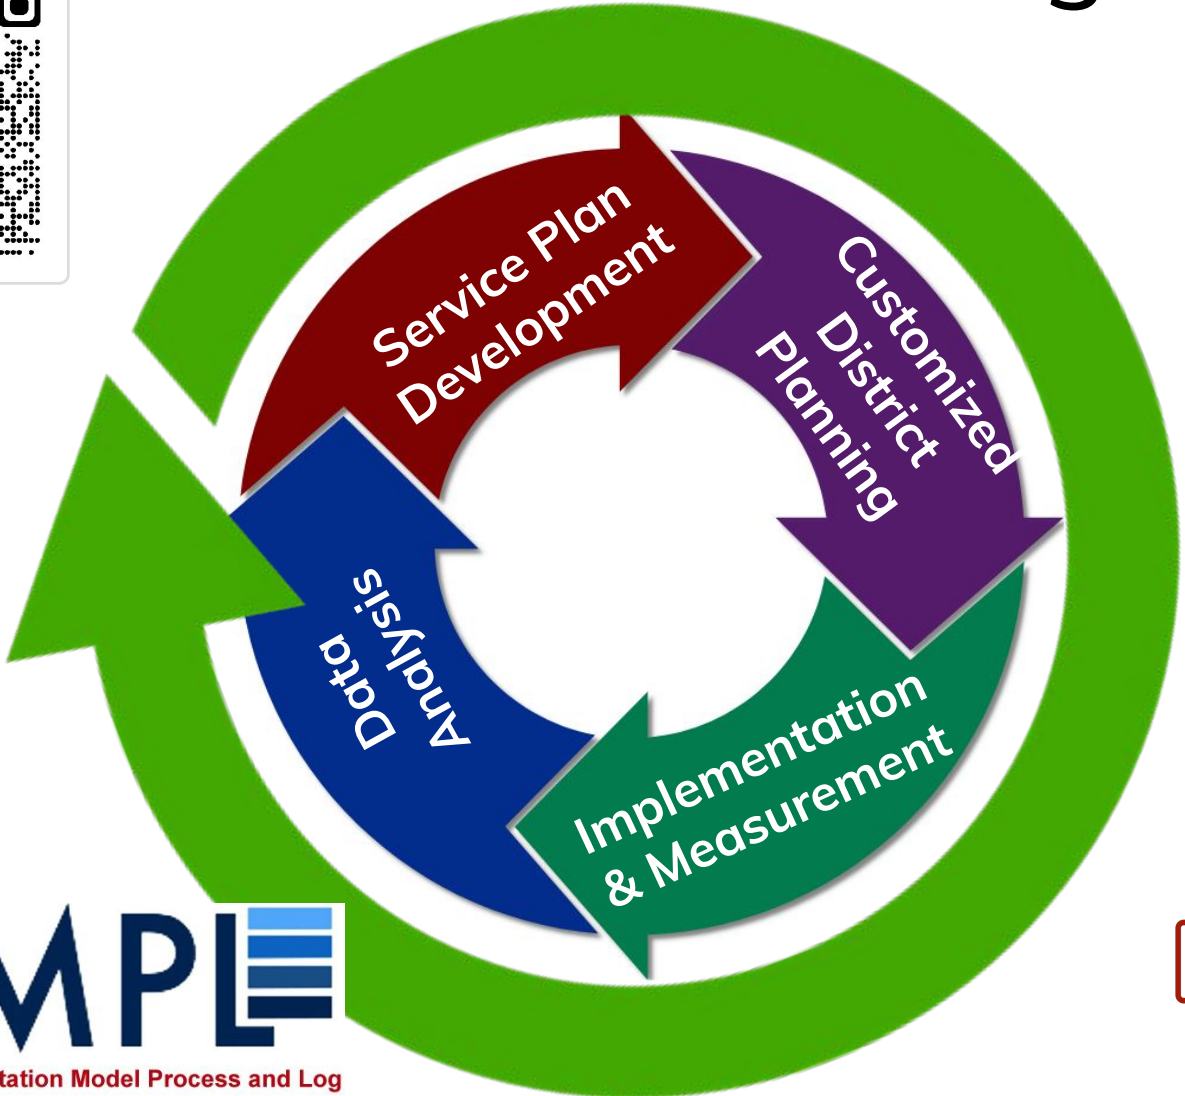 Service Plan
Development
Customized
District
Planning
Implementation
& Measurement
Data
Analysis
MPL
tation Model Process and Log